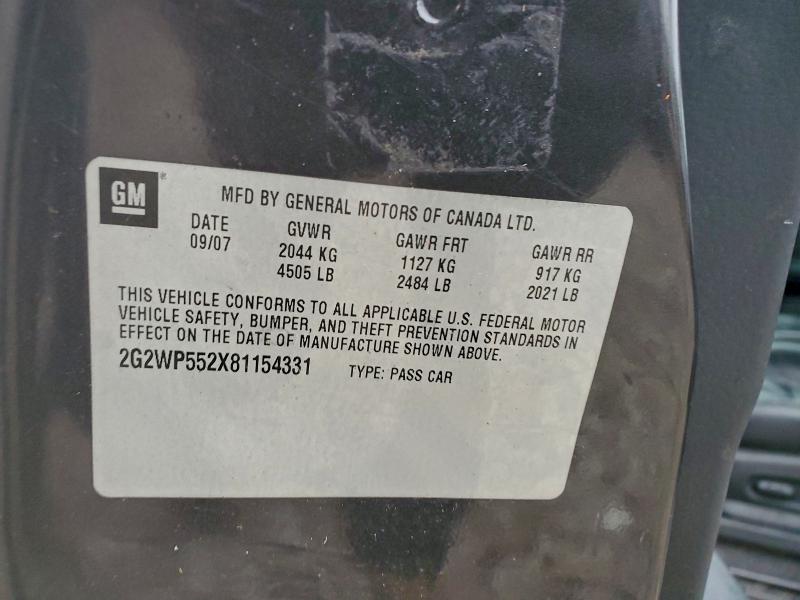 GM
MFD BY GENERAL MOTORS OF CANADA LTD.
DATE GVWR GAWR FRT GAWR RR
09/07 2044 KG 1127 KG 917 KG
4505 LB 2484 LB 2021 LB
THIS VEHICLE CONFORMS TO ALL APPLICABLE U.S. FEDERAL MOTOR
VEHICLE SAFETY, BUMPER, AND THEFT PREVENTION STANDARDS IN
EFFECT ON THE DATE OF MANUFACTURE SHOWN ABOVE.
2G2WP552X81154331 TYPE: PASS CAR